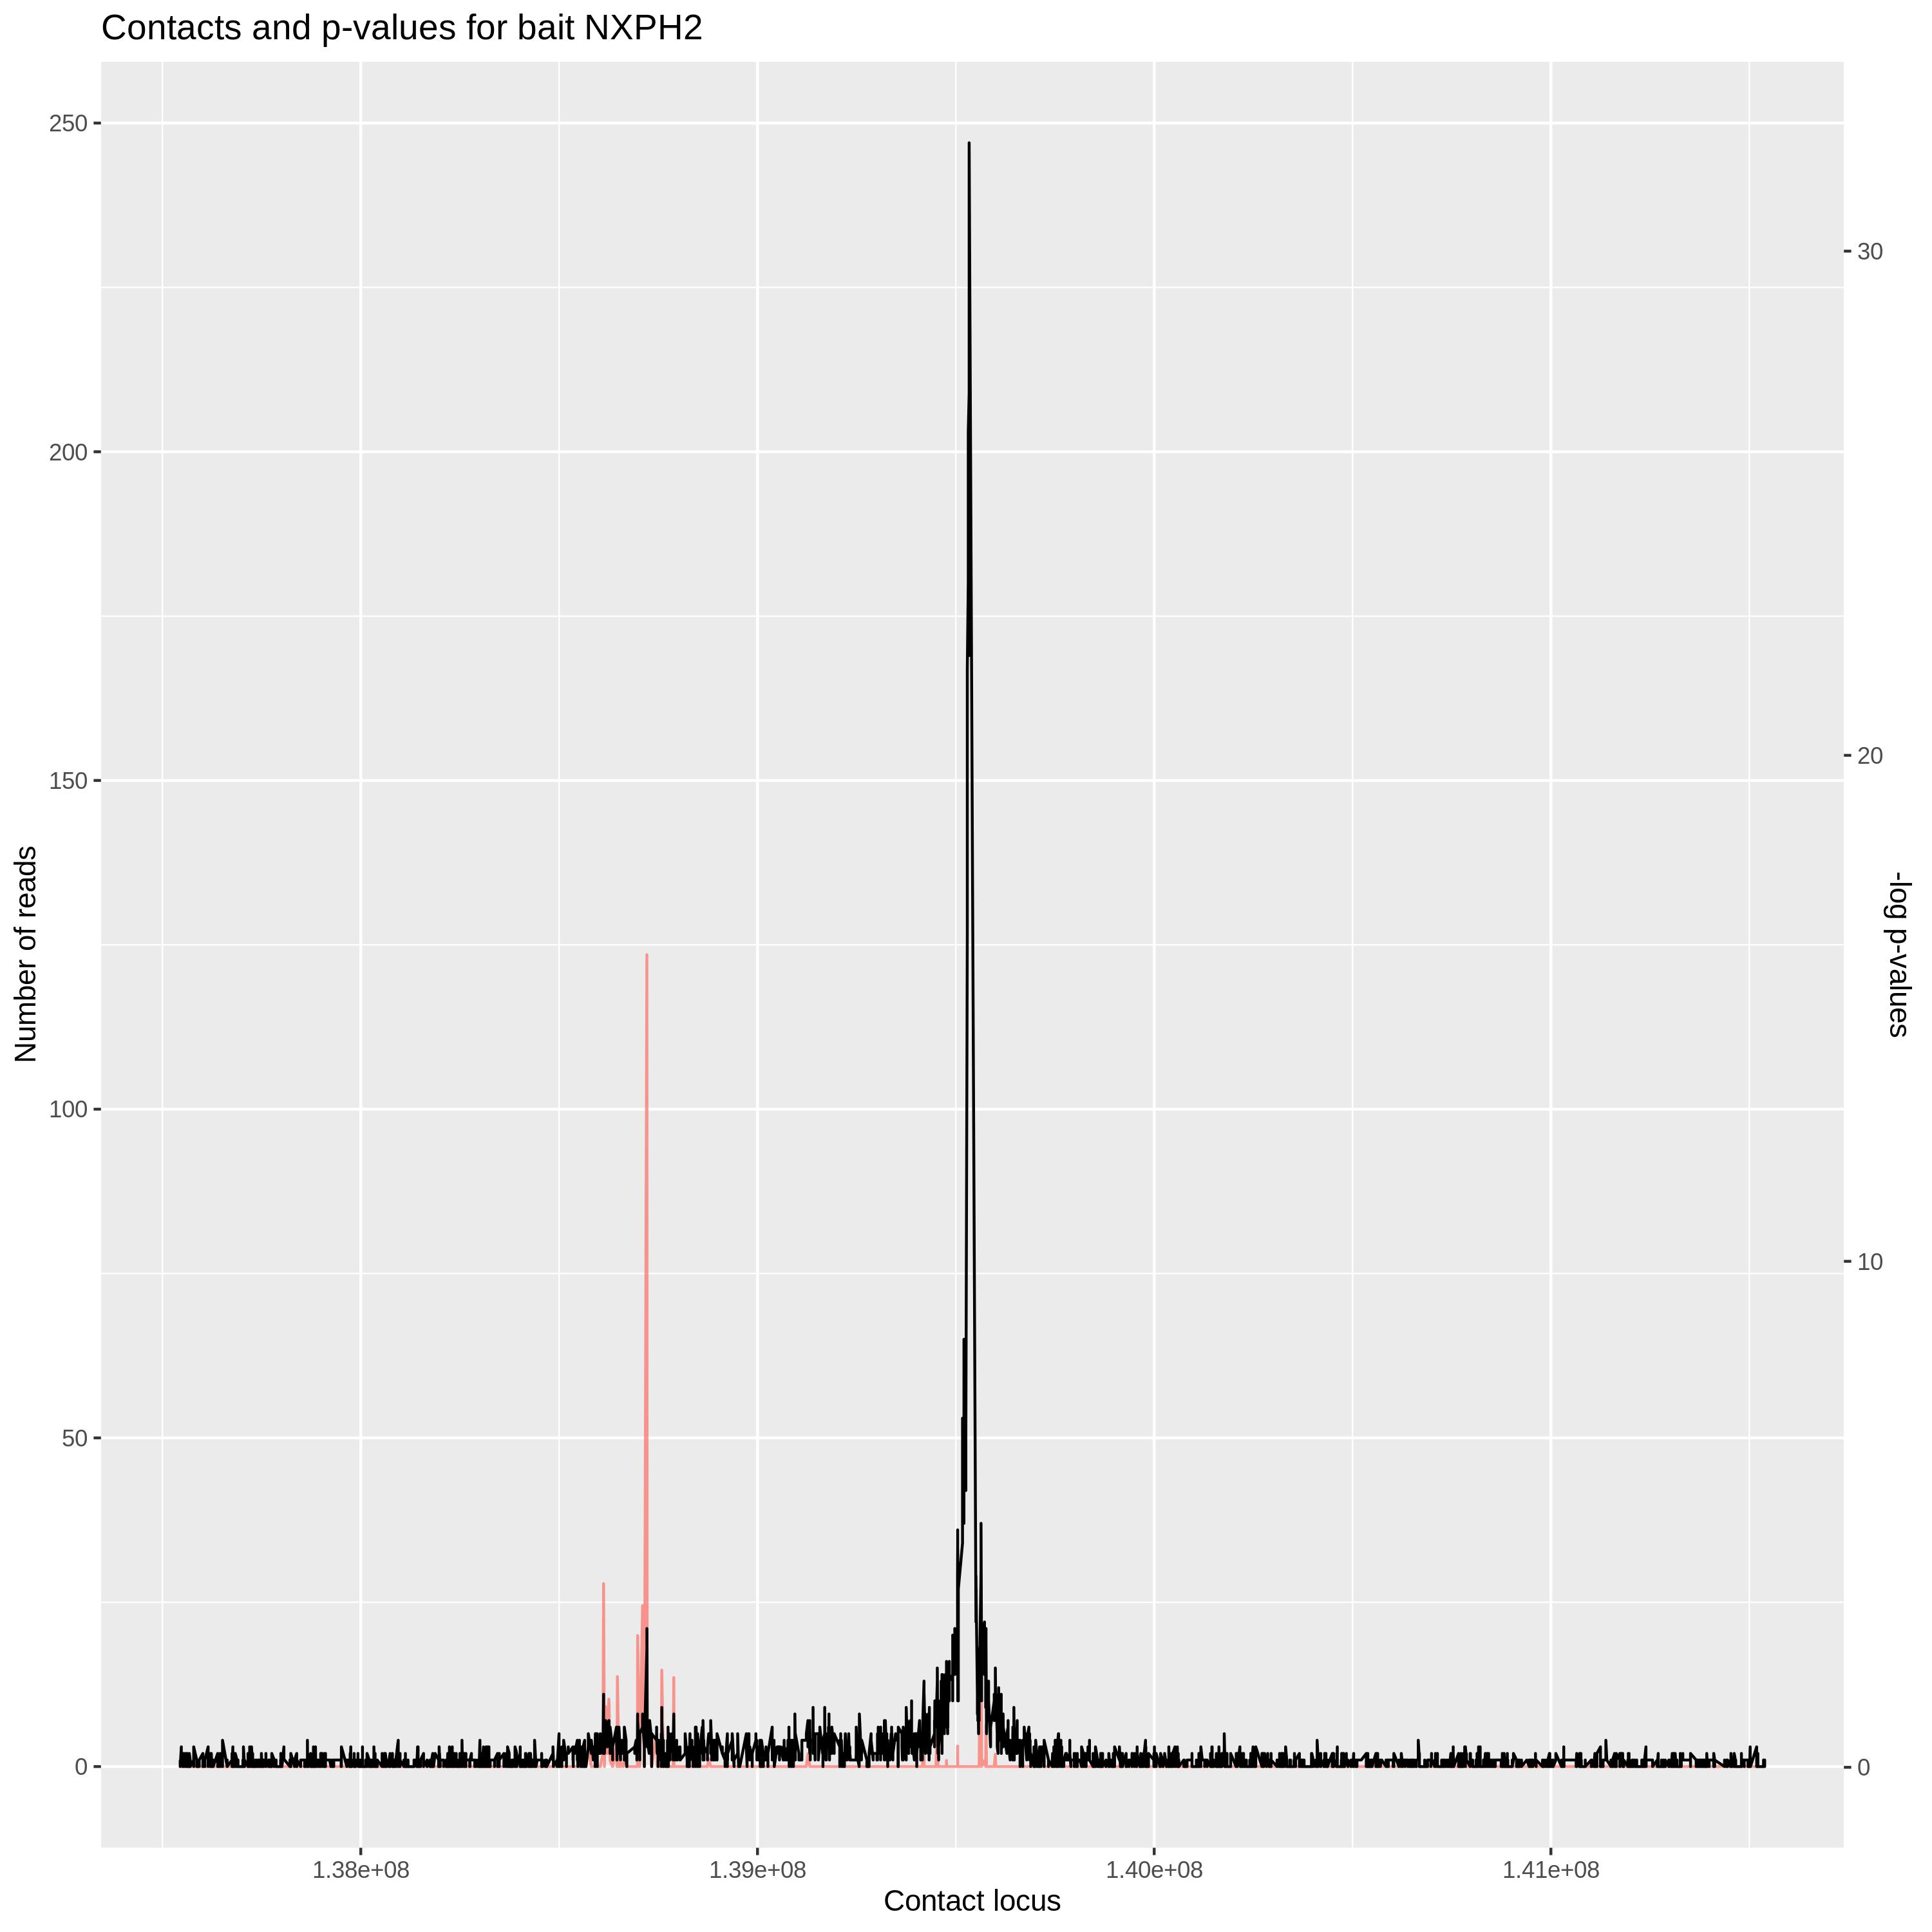 Contacts and p-values for bait NXPH2
250
200
150
100
50
0
Number of reads
30
20
10
0
-log p-values
1.38e+08
1.39e+08
1.40e+08
1.41e+08
Contact locus